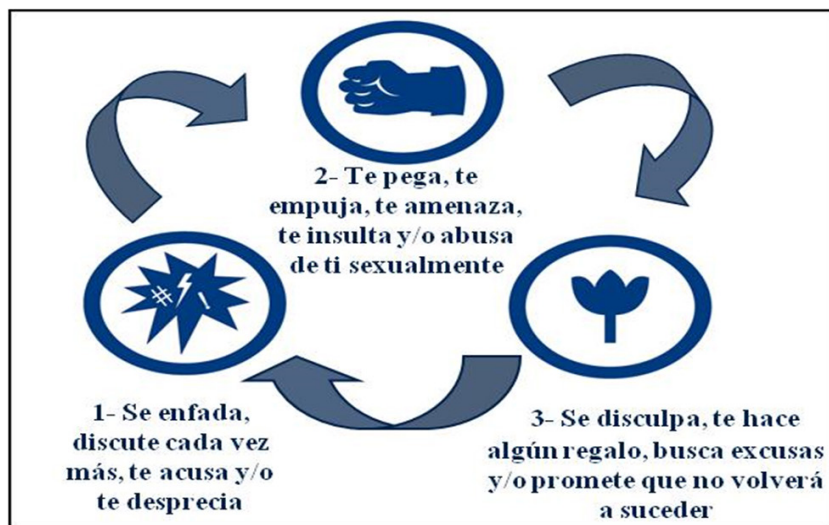 2- Te pega, te
empuja, te amenaza,
te insulta y/o abusa
de ti sexualmente
#
!
1- Se enfada,
discute cada vez
más, te acusa y/o
te desprecia
3- Se disculpa, te hace
algún regalo, busca excusas
y/o promete que no volverá
a suceder